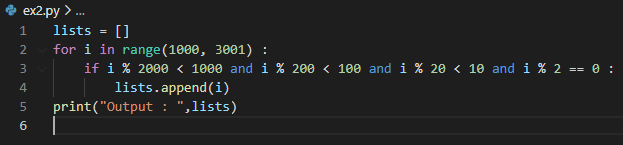 ex2.py > ...
1 lists = []
2 for i in range(1000, 3001) :
3     if i % 2000 < 1000 and i % 200 < 100 and i % 20 < 10 and i % 2 == 0 :
4         lists.append(i)
5 print("Output : ",lists)
6